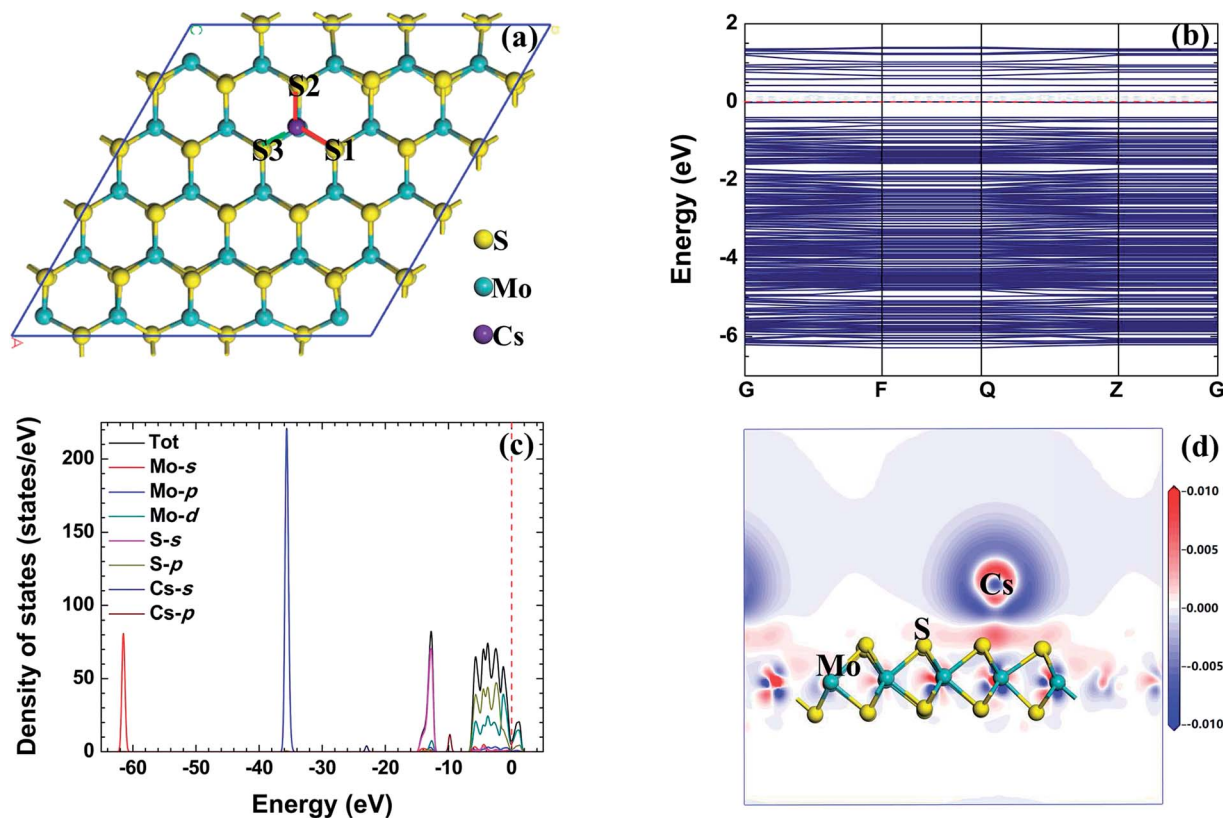 (a)
C
B
S2
S3 S1
S
Mo
Cs
A
(b)
Energy (eV)
2
0
-2
-4
-6
G F Q Z G
(c)
Density of states (states/eV)
200
150
100
50
0
Tot
Mo-s
Mo-p
Mo-d
S-s
S-p
Cs-s
Cs-p
-60 -50 -40 -30 -20 -10 0
Energy (eV)
(d)
Cs
S
Mo
0.010
0.005
0.000
-0.005
-0.010